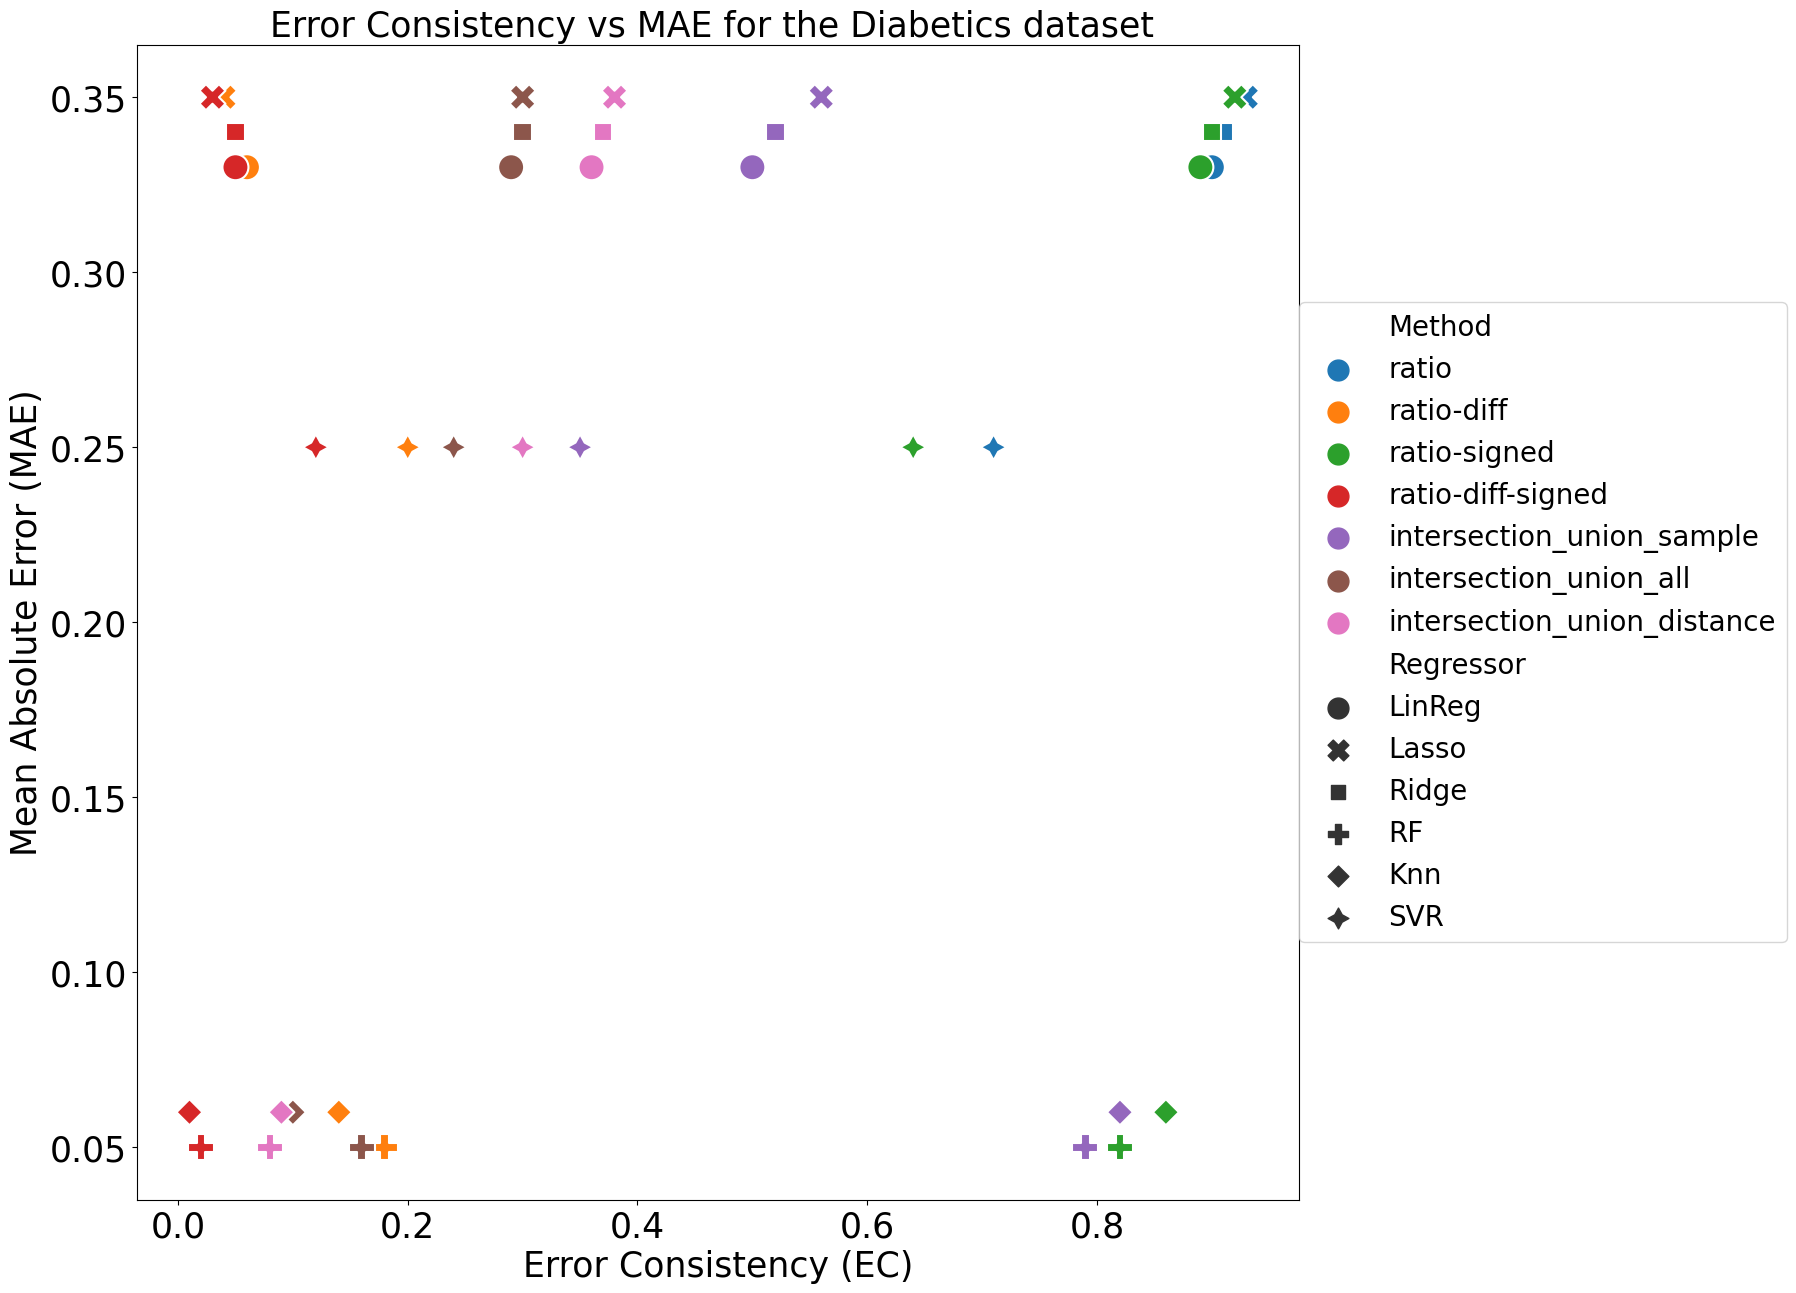 Error Consistency vs MAE for the Diabetics dataset
Mean Absolute Error (MAE)
0.35
0.30
0.25
0.20
0.15
0.10
0.05
0.0
0.2
0.4
0.6
0.8
Error Consistency (EC)
Method
ratio
ratio-diff
ratio-signed
ratio-diff-signed
intersection_union_sample
intersection_union_all
intersection_union_distance
Regressor
LinReg
Lasso
Ridge
RF
Knn
SVR